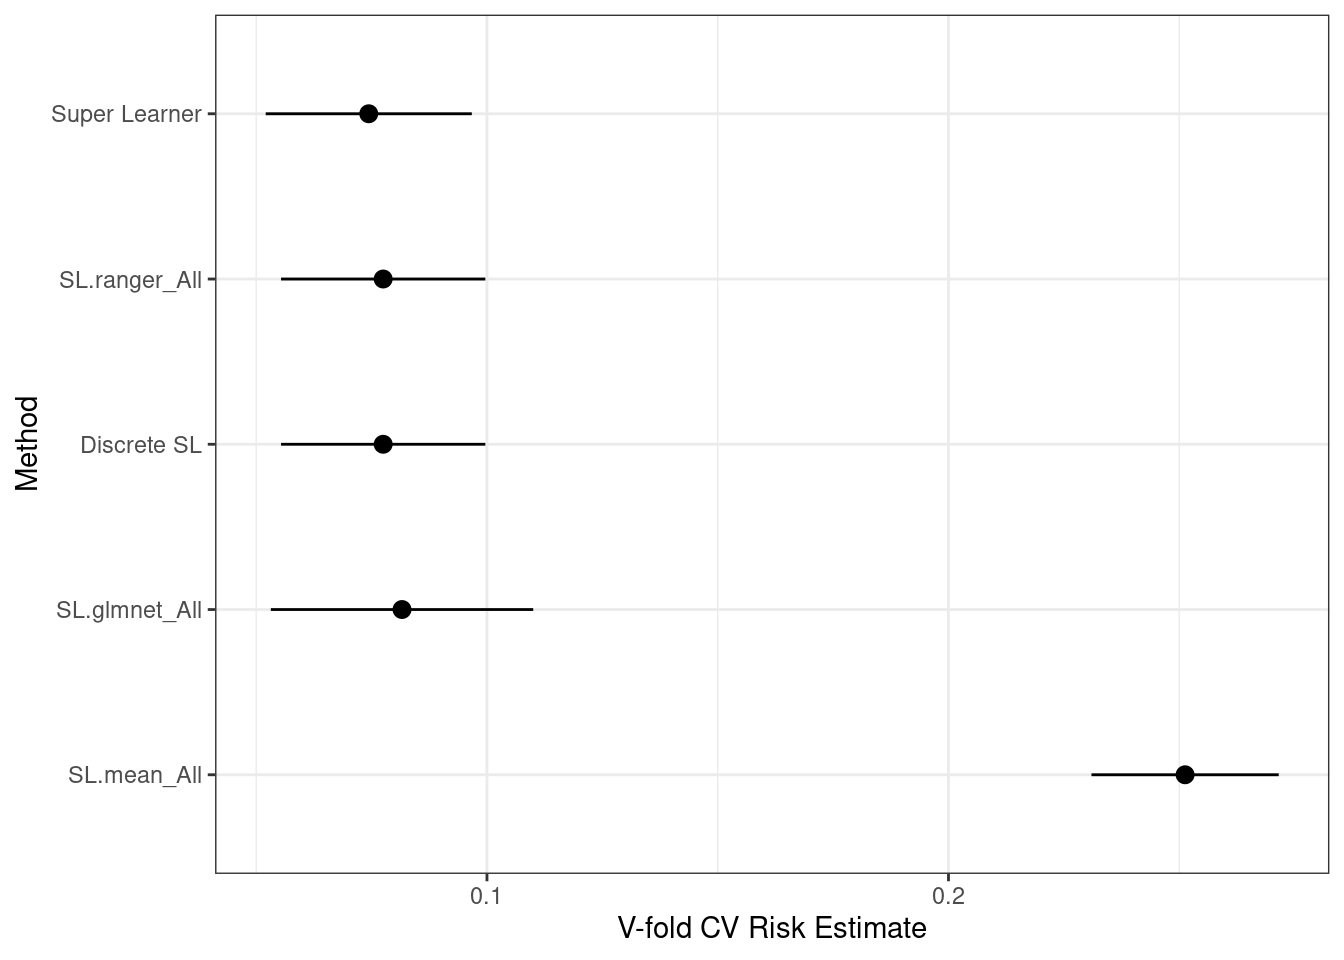 Super Learner
SL.ranger_All
Discrete SL
SL.glmnet_All
SL.mean_All
Method
0.1
0.2
V-fold CV Risk Estimate